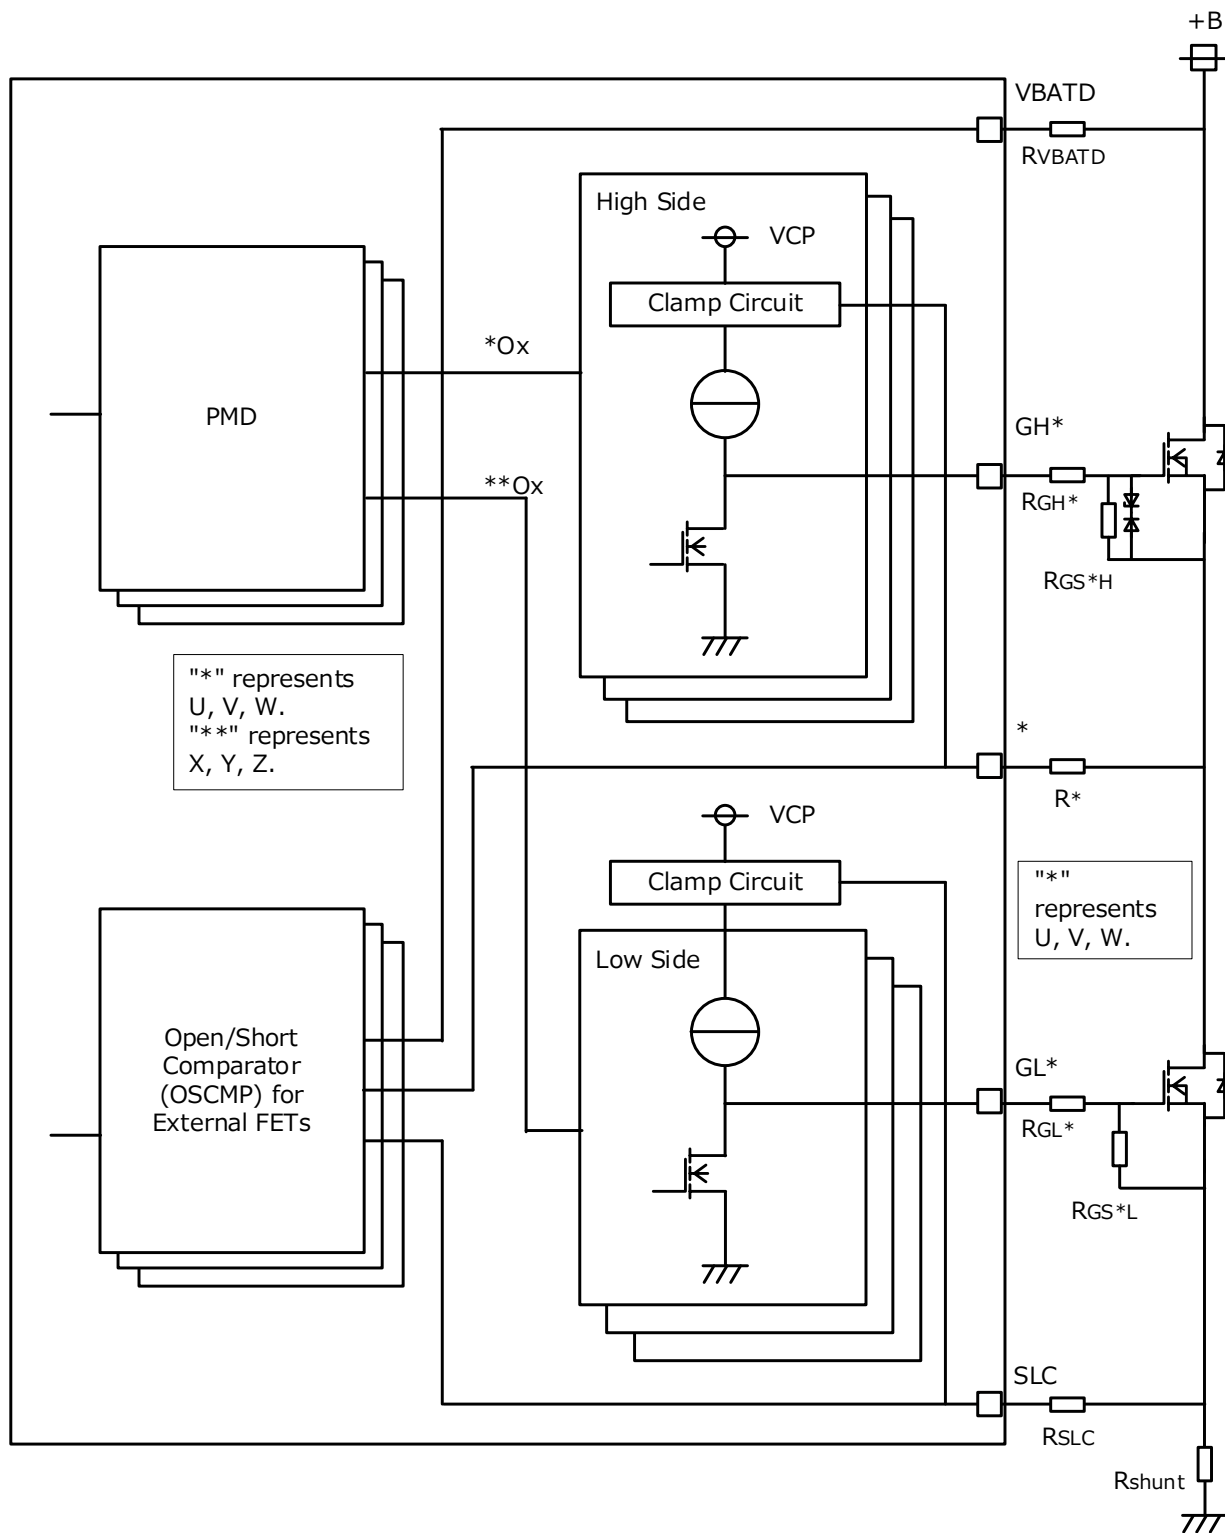 +B
VBATD
RVBATD
High Side
VCP
Clamp Circuit
*Ox
PMD
GH*
**Ox
RGH*
RGS*H
"*" represents
U, V, W.
"**" represents
X, Y, Z.
*
R*
VCP
Clamp Circuit
"*"
represents
U, V, W.
Low Side
Open/Short
Comparator
(OSCMP) for
External FETs
GL*
RGL*
RGS*L
SLC
RSLC
Rshunt